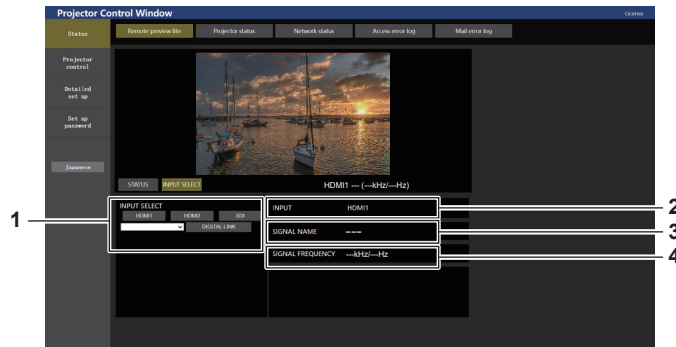 Projector Control Window
License
Status
Remote preview lite
Projector status
Network status
Access error log
Mail error log
Projector
control
Detailed
set up
Set up
password
Japanese
STATUS
INPUT SELECT
HDMI1 --- (---kHz/---Hz)
1
INPUT SELECT
HDMI1
HDMI2
SDI
DIGITAL LINK
INPUT HDMI1
2
SIGNAL NAME ---
3
SIGNAL FREQUENCY ---kHz/---Hz
4